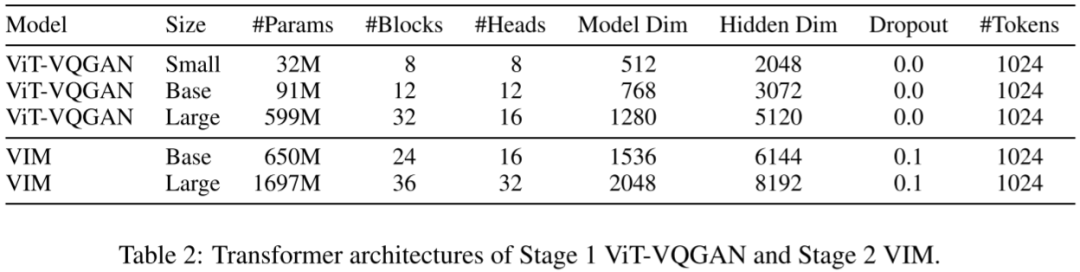 Model Size #Params #Blocks #Heads Model Dim Hidden Dim Dropout #Tokens
ViT-VQGAN Small 32M 8 8 512 2048 0.0 1024
ViT-VQGAN Base 91M 12 12 768 3072 0.0 1024
ViT-VQGAN Large 599M 32 16 1280 5120 0.0 1024
VIM Base 650M 24 16 1536 6144 0.1 1024
VIM Large 1697M 36 32 2048 8192 0.1 1024
Table 2: Transformer architectures of Stage 1 ViT-VQGAN and Stage 2 VIM.